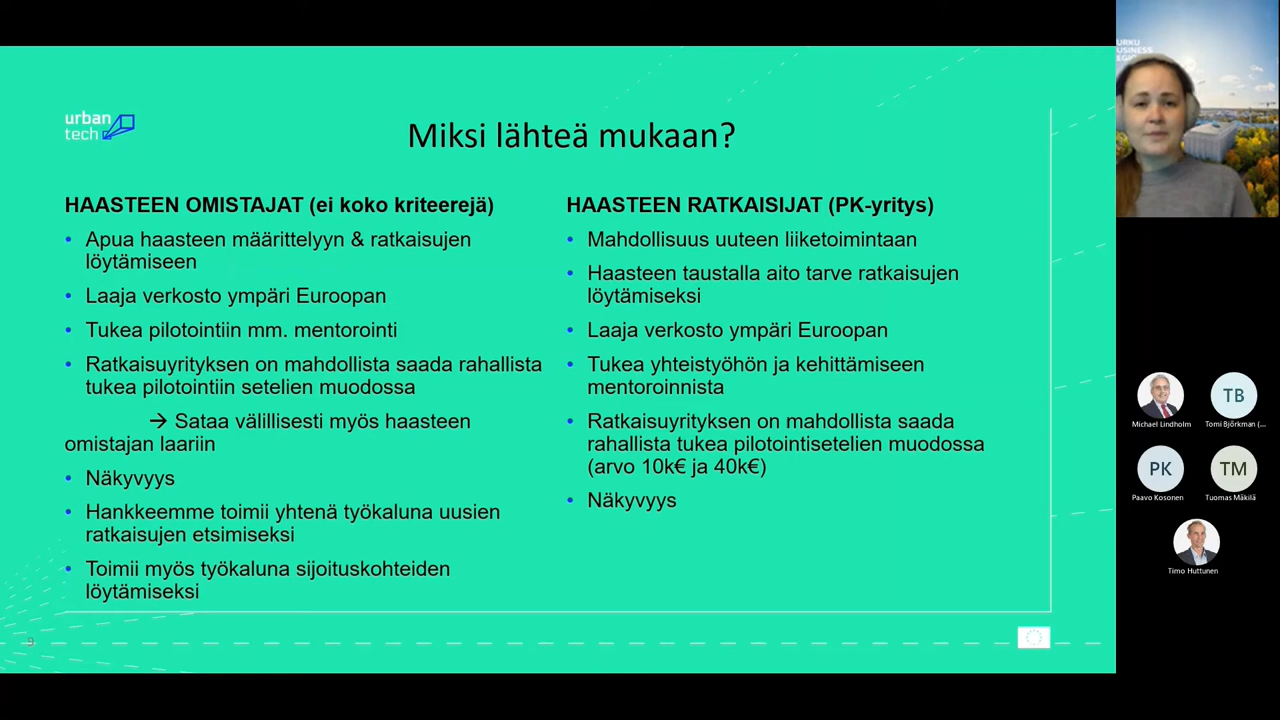 urban
tech
Miksi lähteä mukaan?
HAASTEEN OMISTAJAT (ei koko kriteerejä)
• Apua haasteen määrittelyyn & ratkaisujen
löytämiseen
• Laaja verkosto ympäri Euroopan
• Tukea pilotointiin mm. mentorointi
• Ratkaisuyrityksen on mahdollista saada rahallista
tukea pilotointiin setelien muodossa
→ Sataa välillisesti myös haasteen
omistajan laariin
• Näkyvyys
• Hankkeemme toimii yhtenä työkaluna uusien
ratkaisujen etsimiseksi
• Toimii myös työkaluna sijoituskohteiden
löytämiseksi
HAASTEEN RATKAISIJAT (PK-yritys)
• Mahdollisuus uuteen liiketoimintaan
• Haasteen taustalla aito tarve ratkaisujen
löytämiseksi
• Laaja verkosto ympäri Euroopan
• Tukea yhteistyöhön ja kehittämiseen
mentoroinnista
• Ratkaisuyrityksen on mahdollista saada
rahallista tukea pilotointisetelien muodossa
(arvo 10k€ ja 40k€)
• Näkyvyys
9
Michael Lindholm
TB
Tomi Björkman (...
PK
Paavo Kosonen
TM
Tuomas Mäkilä
Timo Huttunen